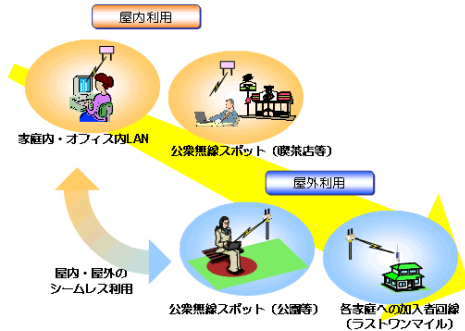 屋内利用
家庭内・オフィス内LAN
公衆無線スポット（喫茶店等）
屋外利用
屋内・屋外の
シームレス利用
公衆無線スポット（公園等）
各家庭への加入者回線
（ラストワンマイル）